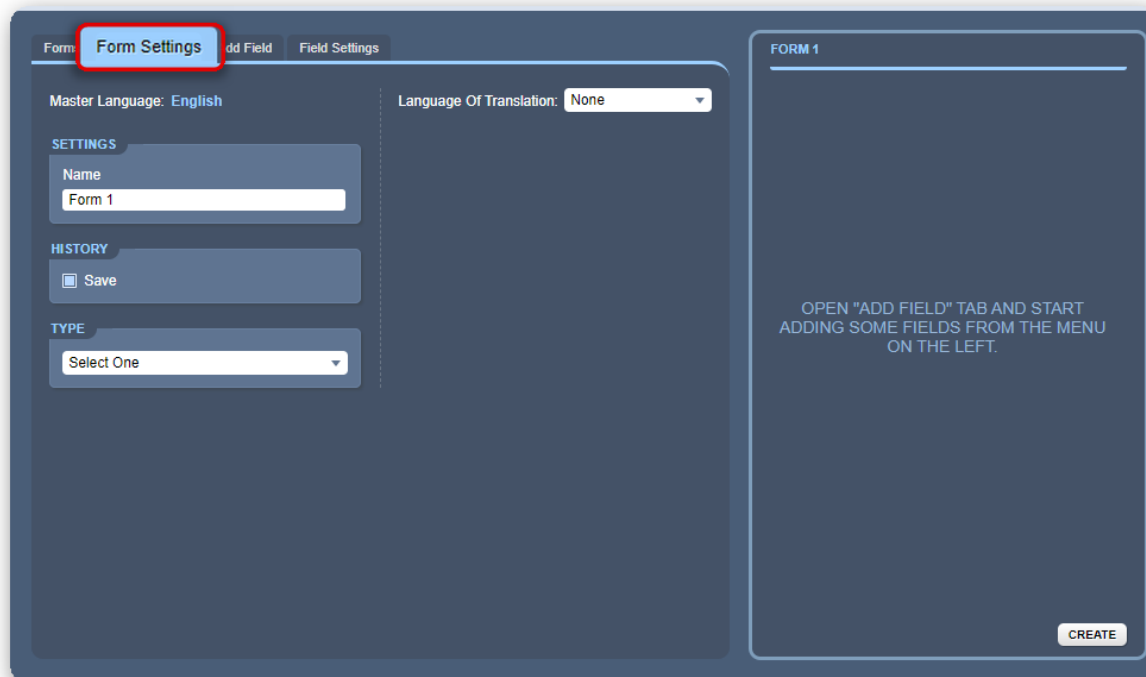 Forms Form Settings Add Field Field Settings
Master Language: English
Language Of Translation: None
SETTINGS
Name
Form 1
HISTORY
Save
TYPE
Select One
FORM 1
OPEN "ADD FIELD" TAB AND START
ADDING SOME FIELDS FROM THE MENU
ON THE LEFT.
CREATE